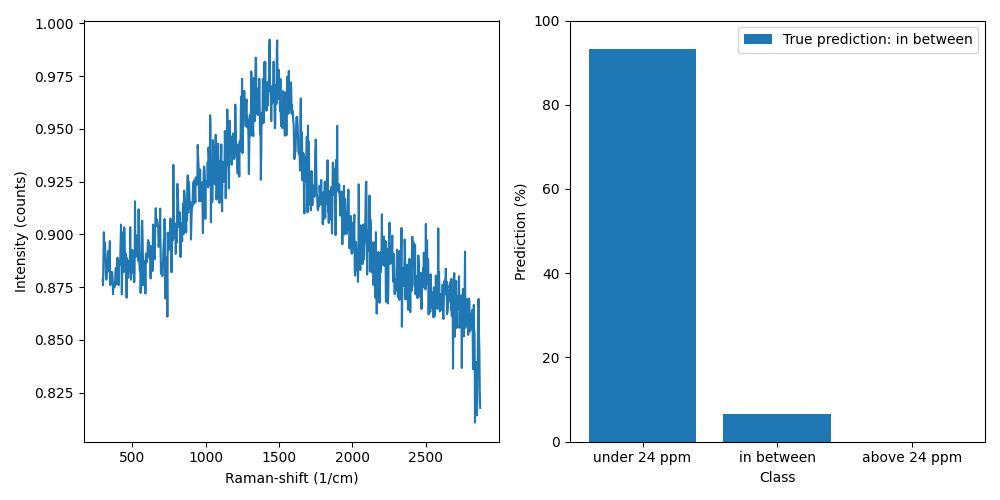 1.000
0.975
0.950
0.925
0.900
0.875
0.850
0.825
Intensity (counts)
500
1000
1500
2000
2500
Raman-shift (1/cm)
100
80
60
40
20
0
Prediction (%)
True prediction: in between
under 24 ppm
in between
above 24 ppm
Class